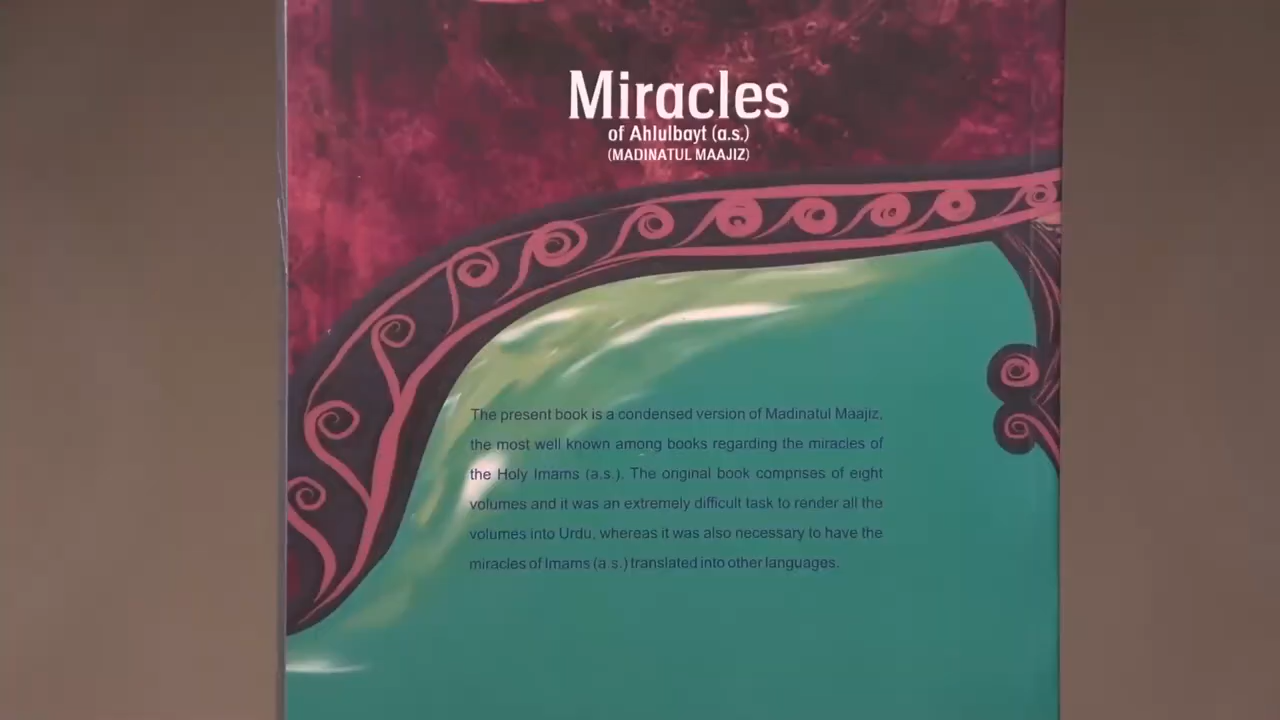 Miracles
of Ahlulbayt (a.s.)
(MADINATUL MAAJIZ)
The present book is a condensed version of Madinatul Maajiz,
the most well known among books regarding the miracles of
the Holy Imams (a.s.). The original book comprises of eight
volumes and it was an extremely difficult task to render all the
volumes into Urdu, whereas it was also necessary to have the
miracles of Imams (a.s.) translated into other languages.